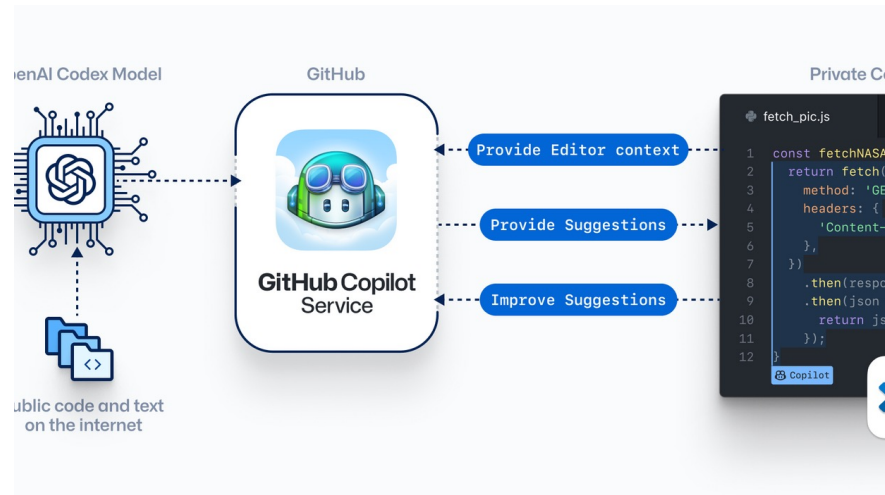 penAI Codex Model
GitHub
Private C
fetch_pic.js
Provide Editor context
Provide Suggestions
Improve Suggestions
GitHub Copilot
Service
1 const fetchNASA
2 return fetch(
3 method: 'GE
4 headers: {
5 'Content-
6 },
7 })
8 .then(respo
9 .then(json
10 return js
11 });
12 }
Copilot
ublic code and text
on the internet